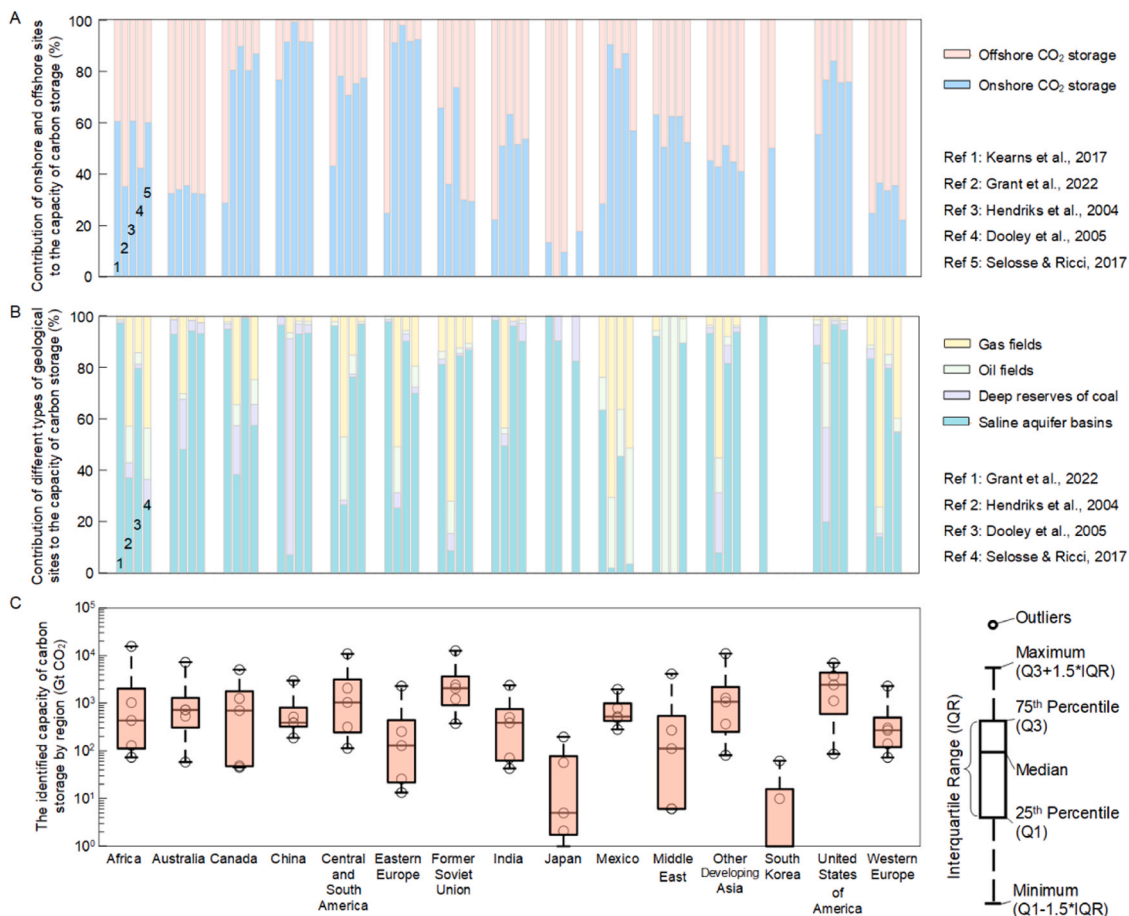 A
Contribution of onshore and offshore sites
to the capacity of carbon storage (%)
100
80
60
40
20
0
1
2
3
4
5
Offshore CO₂ storage
Onshore CO₂ storage
Ref 1: Kearns et al., 2017
Ref 2: Grant et al., 2022
Ref 3: Hendriks et al., 2004
Ref 4: Dooley et al., 2005
Ref 5: Selosse & Ricci, 2017
B
Contribution of different types of geological
sites to the capacity of carbon storage (%)
100
80
60
40
20
0
1
2
3
4
Gas fields
Oil fields
Deep reserves of coal
Saline aquifer basins
Ref 1: Grant et al., 2022
Ref 2: Hendriks et al., 2004
Ref 3: Dooley et al., 2005
Ref 4: Selosse & Ricci, 2017
C
The identified capacity of carbon
storage by region (Gt CO₂)
10⁵
10⁴
10³
10²
10¹
10⁰
Africa
Australia
Canada
China
Central
and
South
America
Eastern
Europe
Former
Soviet
Union
India
Japan
Mexico
Middle
East
Other
Developing
Asia
South
Korea
United
States
of
America
Western
Europe
Interquartile Range (IQR)
Outliers
Maximum
(Q3+1.5*IQR)
75th Percentile
(Q3)
Median
25th Percentile
(Q1)
Minimum
(Q1-1.5*IQR)